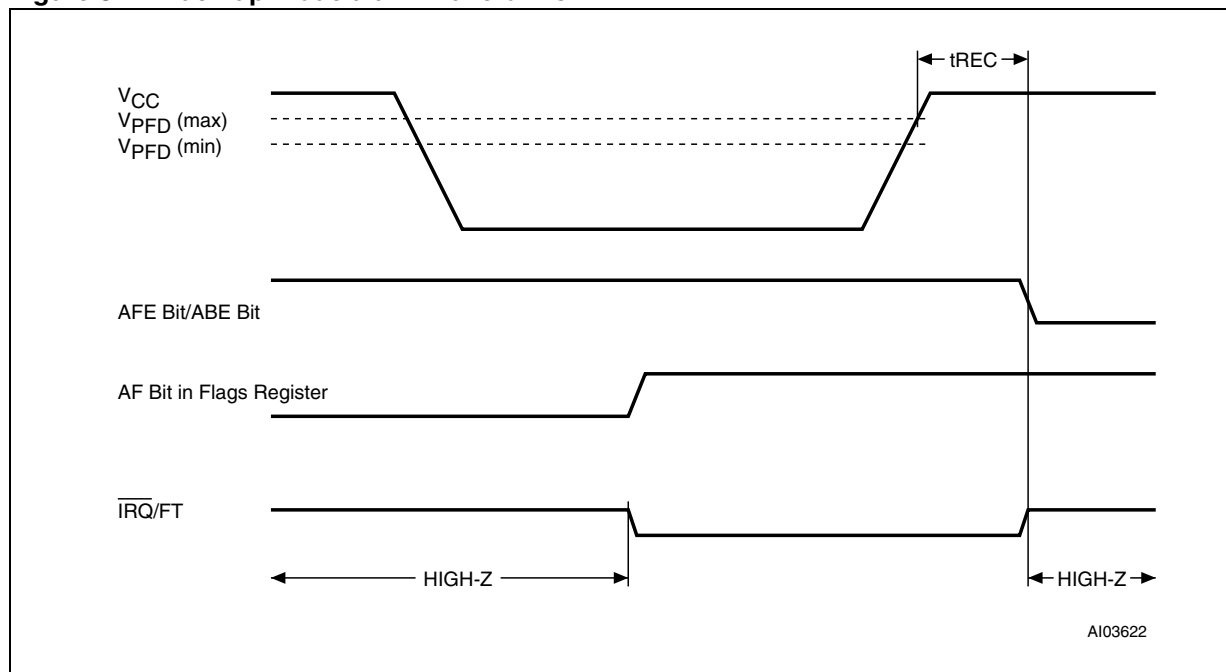 tREC
VCC
VPFD (max)
VPFD (min)
AFE Bit/ABE Bit
AF Bit in Flags Register
IRQ/FT
HIGH-Z
HIGH-Z
AI03622